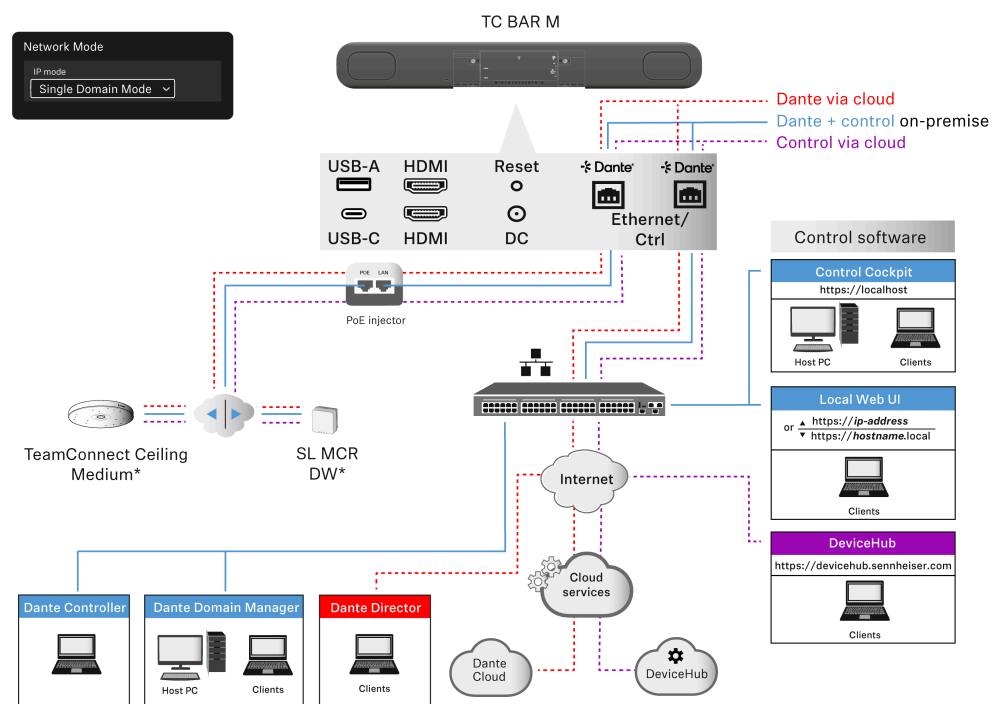 TC BAR M
Network Mode
IP mode
Single Domain Mode
Dante via cloud
Dante + control on-premise
Control via cloud
USB-A
HDMI
Reset
Dante
Dante
USB-C
HDMI
DC
Ethernet/
Ctrl
Control software
POE
LAN
PoE injector
Control Cockpit
https://localhost
Host PC
Clients
Local Web UI
or
https://ip-address
https://hostname.local
Clients
TeamConnect Ceiling
Medium*
SL MCR
DW*
Internet
DeviceHub
https://devicehub.sennheiser.com
Clients
Cloud
services
Dante Controller
Dante Domain Manager
Host PC
Clients
Dante Director
Clients
Dante
Cloud
DeviceHub